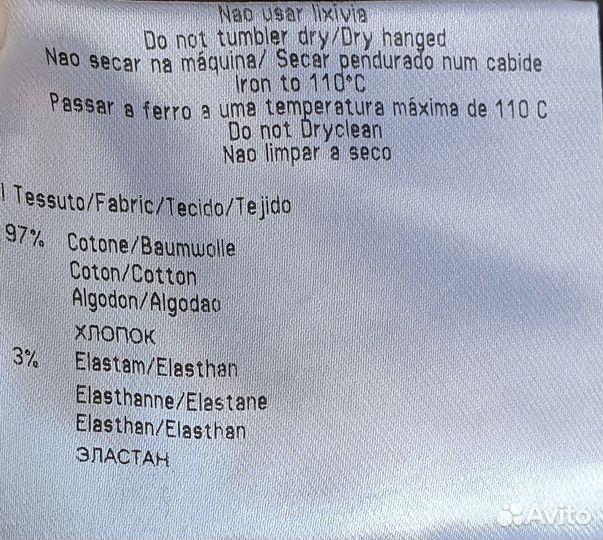 Nao usar lixívia
Do not tumbler dry/Dry hanged
Nao secar na máquina/ Secar pendurado num cabide
Iron to 110°C
Passar a ferro a uma temperatura máxima de 110 C
Do not Dryclean
Nao limpar a seco
Tessuto/Fabric/Tecido/Tejido
97% Cotone/Baumwolle
Coton/Cotton
Algodon/Algodao
ХЛОПОК
3% Elastam/Elasthan
Elasthanne/Elastane
Elasthan/Elasthan
ЭЛАСТАН
Avito